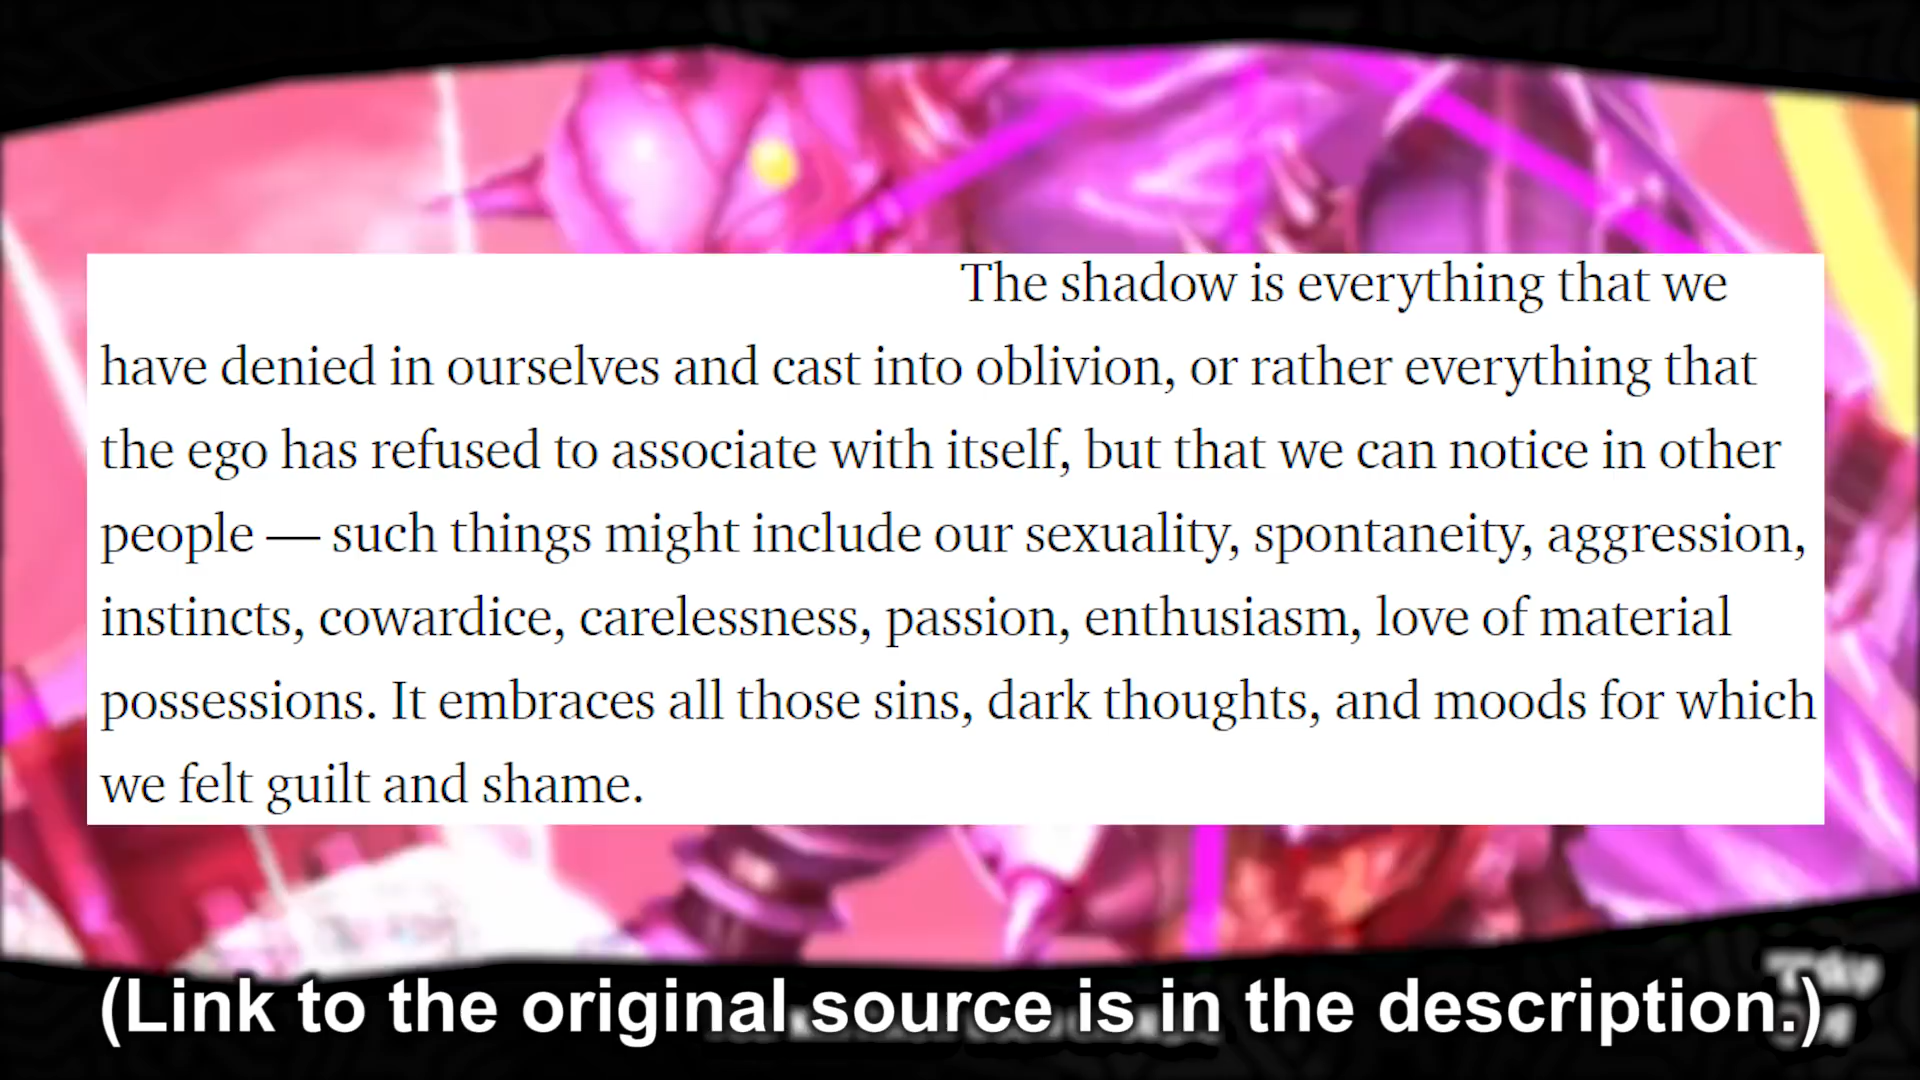 The shadow is everything that we
have denied in ourselves and cast into oblivion, or rather everything that
the ego has refused to associate with itself, but that we can notice in other
people — such things might include our sexuality, spontaneity, aggression,
instincts, cowardice, carelessness, passion, enthusiasm, love of material
possessions. It embraces all those sins, dark thoughts, and moods for which
we felt guilt and shame.
(Link to the original source is in the description.)